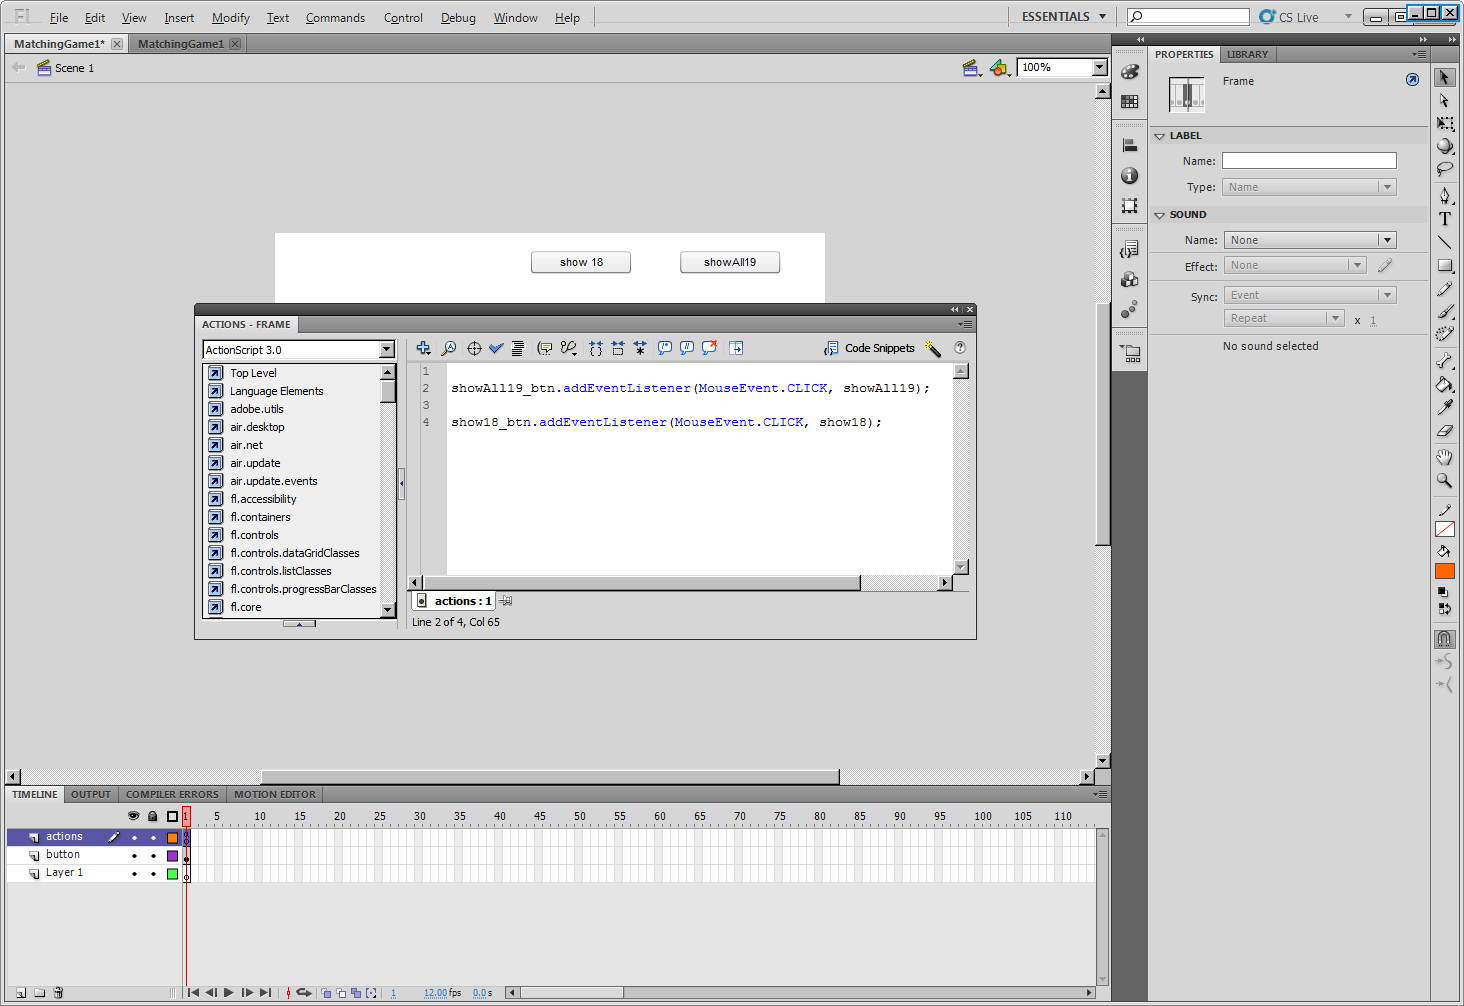 Fl File Edit View Insert Modify Text Commands Control Debug Window Help ESSENTIALS CS Live
MatchingGame1* MatchingGame1
Scene 1 100%
show 18 showAll19
ACTIONS - FRAME
ActionScript 3.0
Code Snippets
Top Level
Language Elements
adobe.utils
air.desktop
air.net
air.update
air.update.events
fl.accessibility
fl.containers
fl.controls
fl.controls.dataGridClasses
fl.controls.listClasses
fl.controls.progressBarClasses
fl.core
1
2 showAll19_btn.addEventListener(MouseEvent.CLICK, showAll19);
3
4 show18_btn.addEventListener(MouseEvent.CLICK, show18);
actions : 1
Line 2 of 4, Col 65
PROPERTIES LIBRARY
Frame
LABEL
Name:
Type: Name
SOUND
Name: None
Effect: None
Sync: Event
Repeat x 1
No sound selected
TIMELINE OUTPUT COMPILER ERRORS MOTION EDITOR
1 5 10 15 20 25 30 35 40 45 50 55 60 65 70 75 80 85 90 95 100 105 110
actions
button
Layer 1
1 12.00 fps 0.0 s